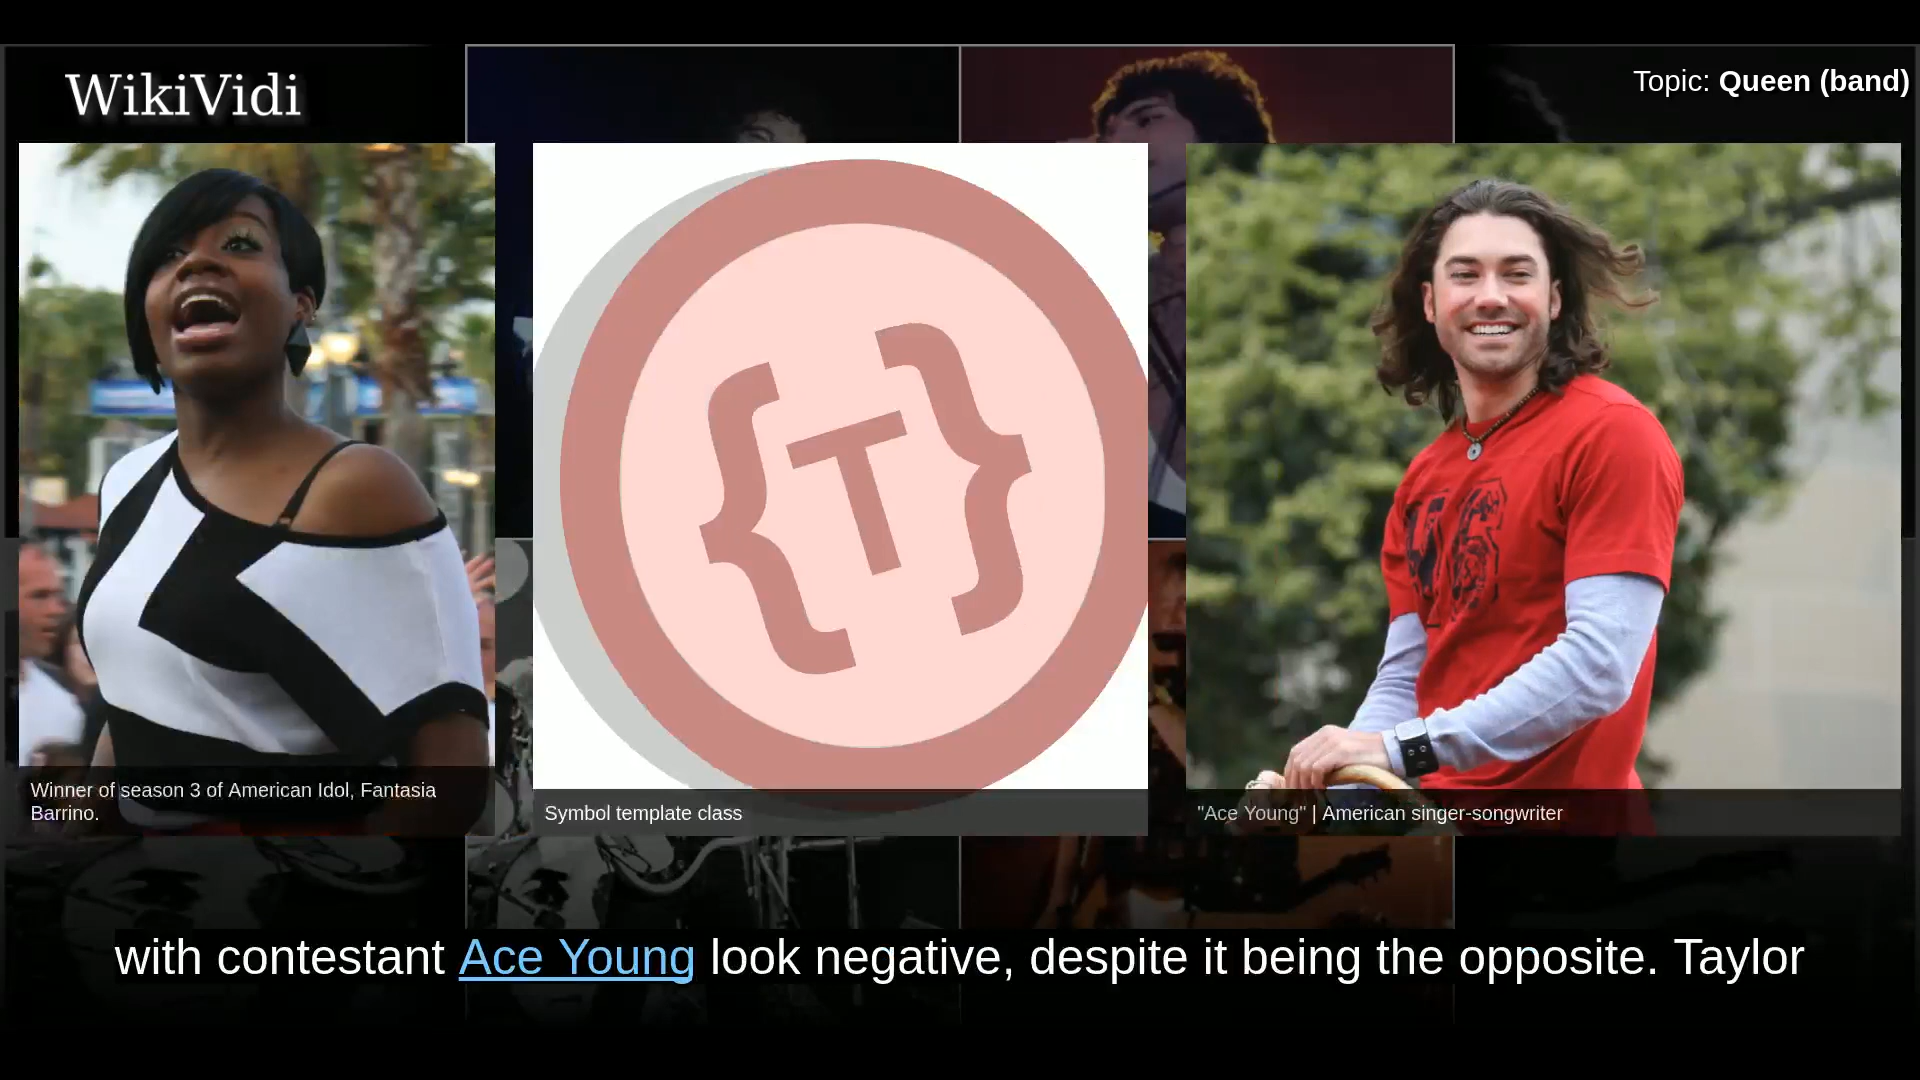 WikiVidi
Topic: Queen (band)
{T}
Winner of season 3 of American Idol, Fantasia
Barrino.
Symbol template class
"Ace Young" | American singer-songwriter
with contestant Ace Young look negative, despite it being the opposite. Taylor